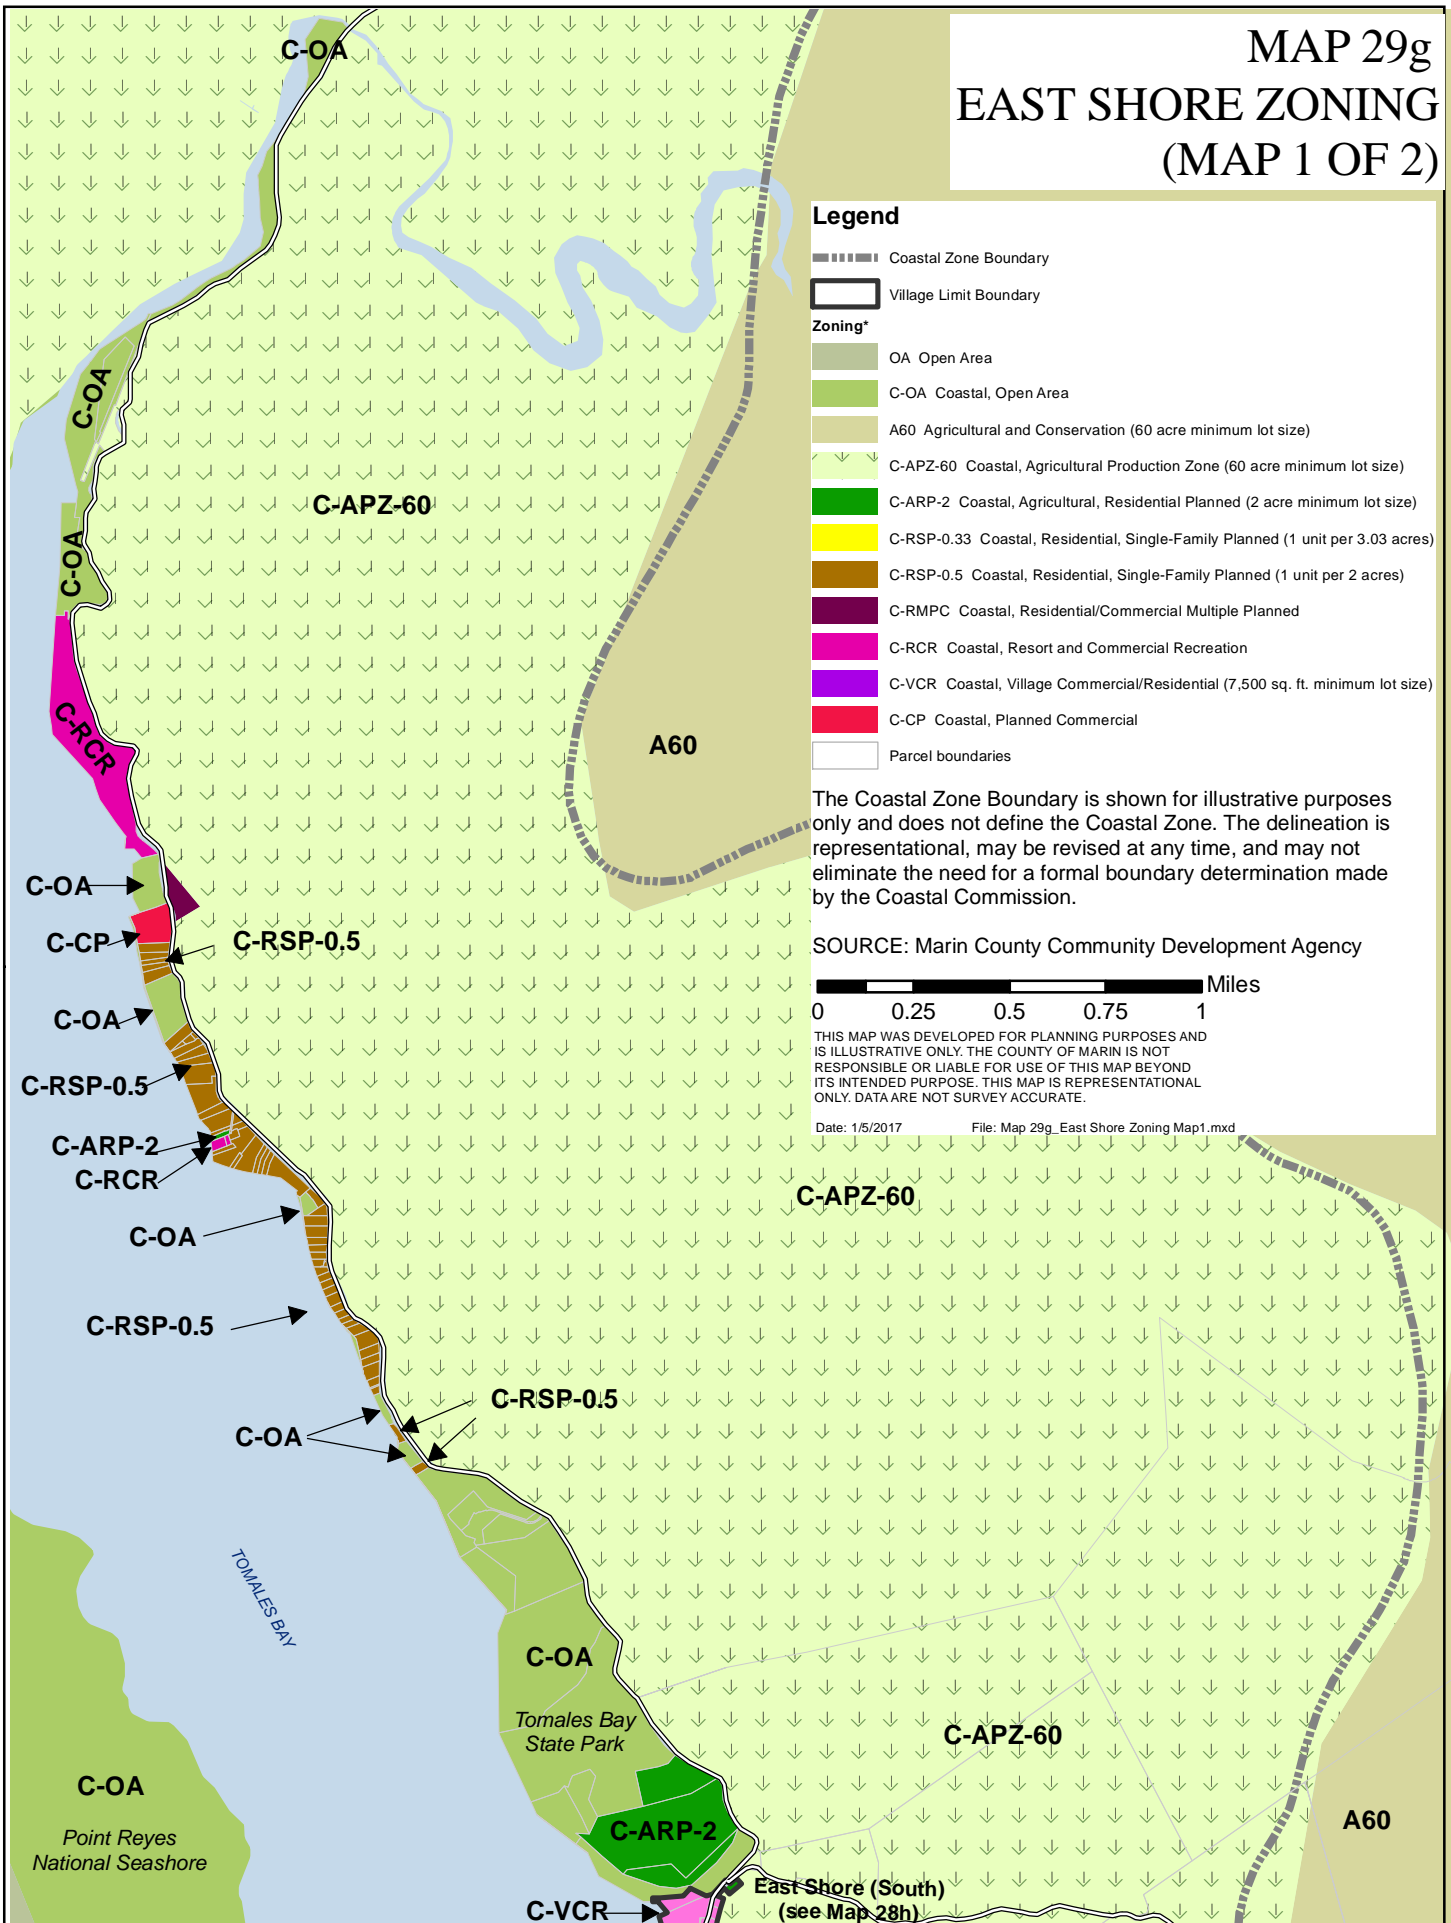 MAP 29g
EAST SHORE ZONING
(MAP 1 OF 2)
Legend
Coastal Zone Boundary
Village Limit Boundary
Zoning*
OA Open Area
C-OA Coastal, Open Area
A60 Agricultural and Conservation (60 acre minimum lot size)
C-APZ-60 Coastal, Agricultural Production Zone (60 acre minimum lot size)
C-ARP-2 Coastal, Agricultural, Residential Planned (2 acre minimum lot size)
C-RSP-0.33 Coastal, Residential, Single-Family Planned (1 unit per 3.03 acres)
C-RSP-0.5 Coastal, Residential, Single-Family Planned (1 unit per 2 acres)
C-RMPC Coastal, Residential/Commercial Multiple Planned
C-RCR Coastal, Resort and Commercial Recreation
C-VCR Coastal, Village Commercial/Residential (7,500 sq. ft. minimum lot size)
C-CP Coastal, Planned Commercial
Parcel boundaries
The Coastal Zone Boundary is shown for illustrative purposes
only and does not define the Coastal Zone. The delineation is
representational, may be revised at any time, and may not
eliminate the need for a formal boundary determination made
by the Coastal Commission.
SOURCE: Marin County Community Development Agency
Miles
0 0.25 0.5 0.75 1
THIS MAP WAS DEVELOPED FOR PLANNING PURPOSES AND
IS ILLUSTRATIVE ONLY. THE COUNTY OF MARIN IS NOT
RESPONSIBLE OR LIABLE FOR USE OF THIS MAP BEYOND
ITS INTENDED PURPOSE. THIS MAP IS REPRESENTATIONAL
ONLY. DATA ARE NOT SURVEY ACCURATE.
Date: 1/5/2017 File: Map 29g_East Shore Zoning Map1.mxd
C-OA
C-OA
C-APZ-60
C-OA
C-RCR
A60
C-OA
C-CP
C-RSP-0.5
C-OA
C-RSP-0.5
C-ARP-2
C-RCR
C-APZ-60
C-OA
C-RSP-0.5
C-RSP-0.5
C-OA
TOMALES BAY
C-OA
Tomales Bay
State Park
C-APZ-60
C-OA
Point Reyes
National Seashore
C-ARP-2
A60
East Shore (South)
(see Map 28h)
C-VCR